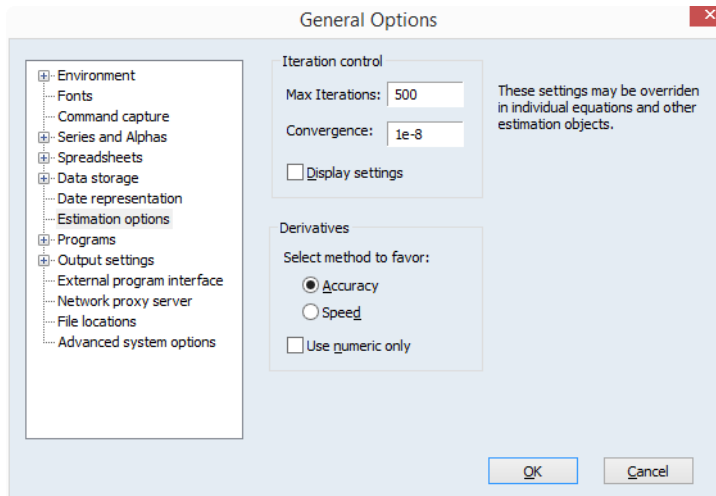 General Options
Environment
Fonts
Command capture
Series and Alphas
Spreadsheets
Data storage
Date representation
Estimation options
Programs
Output settings
External program interface
Network proxy server
File locations
Advanced system options
Iteration control
Max Iterations: 500
Convergence: 1e-8
Display settings
These settings may be overriden
in individual equations and other
estimation objects.
Derivatives
Select method to favor:
Accuracy
Speed
Use numeric only
OK
Cancel